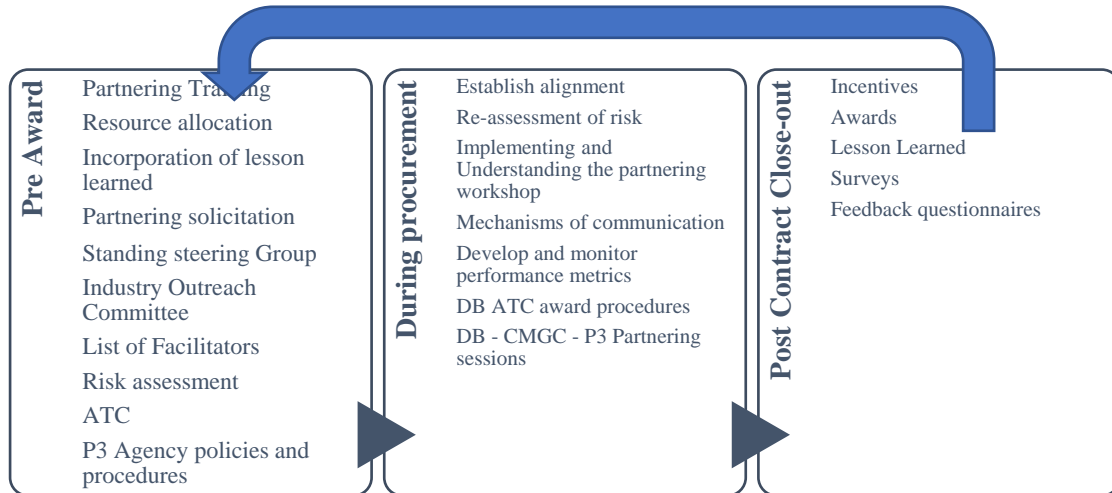 Pre Award
Partnering Training
Resource allocation
Incorporation of lesson
learned
Partnering solicitation
Standing steering Group
Industry Outreach
Committee
List of Facilitators
Risk assessment
ATC
P3 Agency policies and
procedures
During procurement
Establish alignment
Re-assessment of risk
Implementing and
Understanding the partnering
workshop
Mechanisms of communication
Develop and monitor
performance metrics
DB ATC award procedures
DB - CMGC - P3 Partnering
sessions
Post Contract Close-out
Incentives
Awards
Lesson Learned
Surveys
Feedback questionnaires